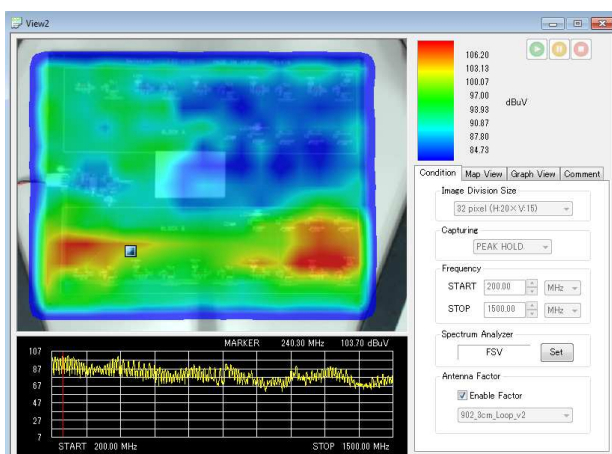 View2
106.20
103.13
100.07
97.00
93.93
90.87
87.80
84.73
dBuV
Condition Map View Graph View Comment
Image Division Size
32 pixel (H:20×V:15)
Capturing
PEAK HOLD
Frequency
START 200.00 MHz
STOP 1500.00 MHz
Spectrum Analyzer
FSV Set
Antenna Factor
Enable Factor
902_3cm_Loop_v2
MARKER 240.30 MHz 103.70 dBuV
107
87
67
47
27
7
START 200.00 MHz STOP 1500.00 MHz